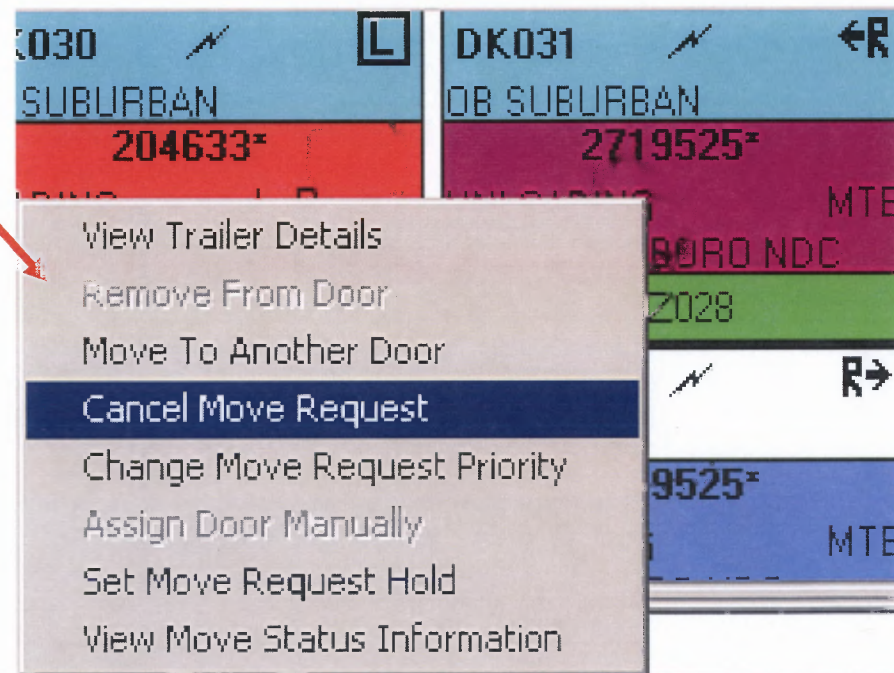 K030 L DK031 ←R
SUBURBAN OB SUBURBAN
204633* 2719525*
UNLOADING MTE
BORO NDC
Z028
R→
9525*
MTE
View Trailer Details
Remove From Door
Move To Another Door
Cancel Move Request
Change Move Request Priority
Assign Door Manually
Set Move Request Hold
View Move Status Information